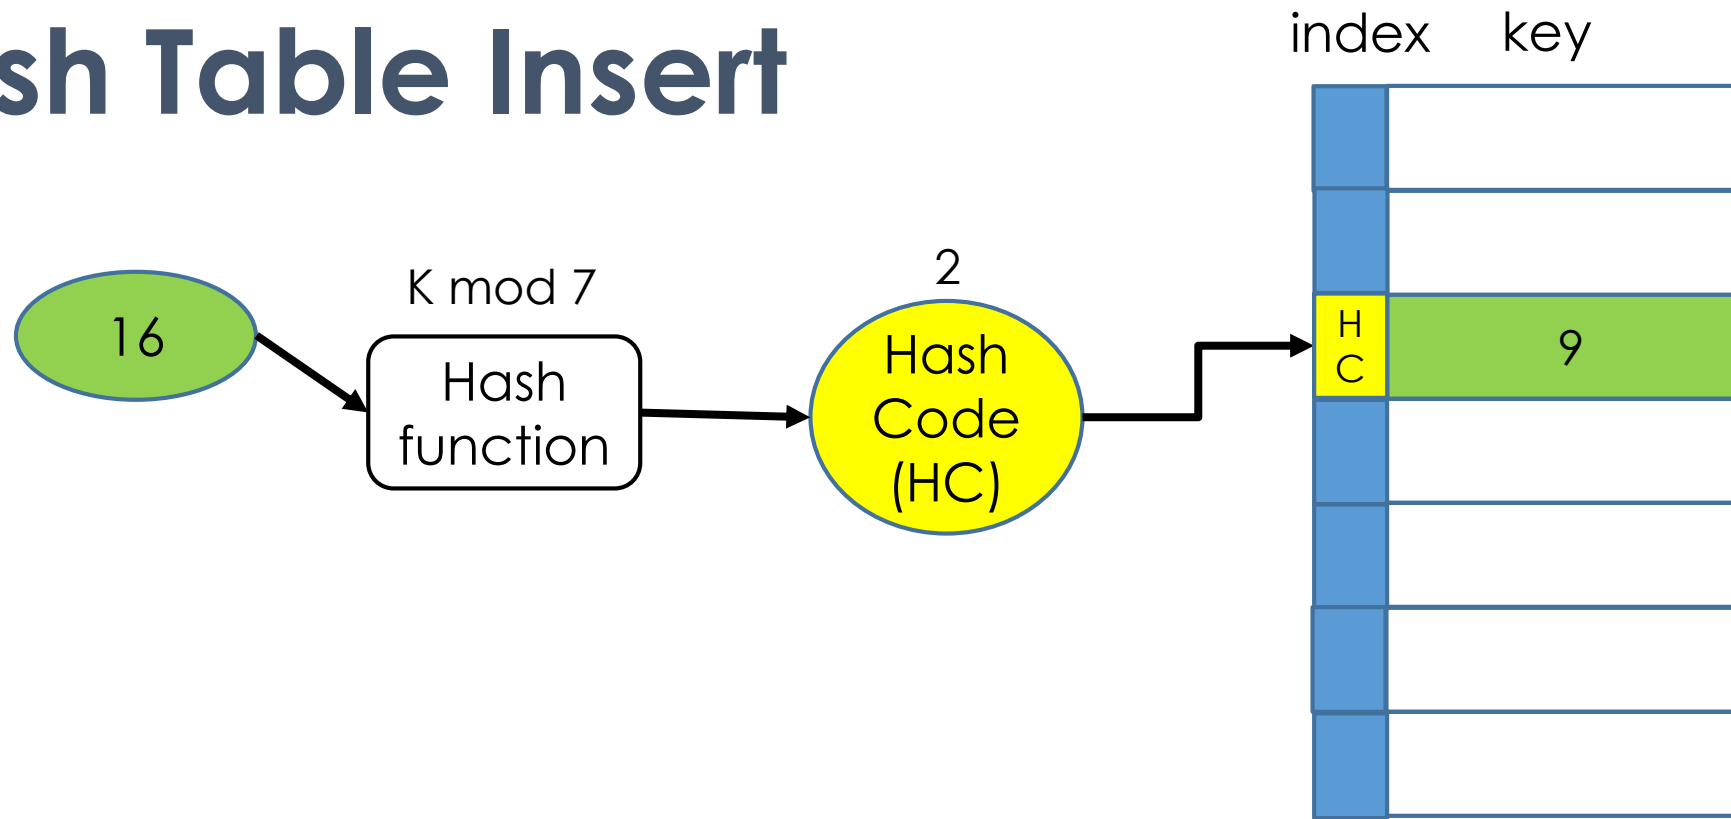 sh Table Insert
index key
16
K mod 7
Hash
function
2
Hash
Code
(HC)
H
C
9